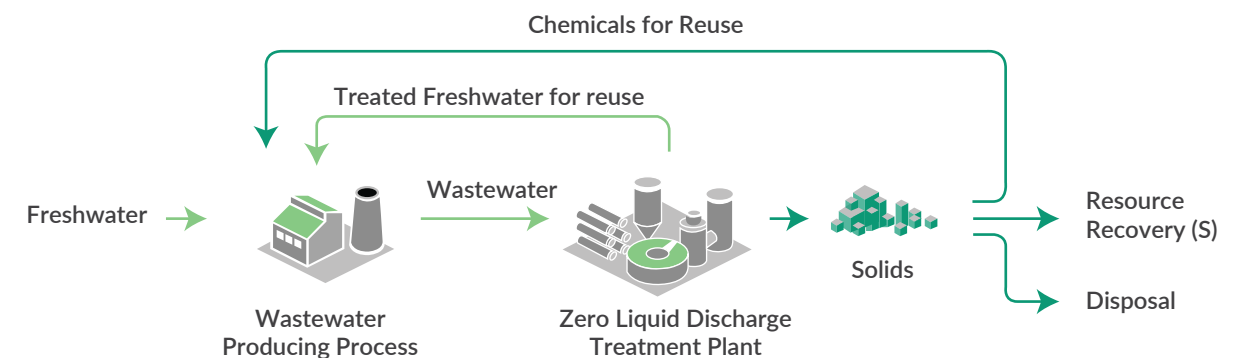 Chemicals for Reuse
Treated Freshwater for reuse
Freshwater
Wastewater
Wastewater
Producing Process
Zero Liquid Discharge
Treatment Plant
Solids
Resource
Recovery (S)
Disposal